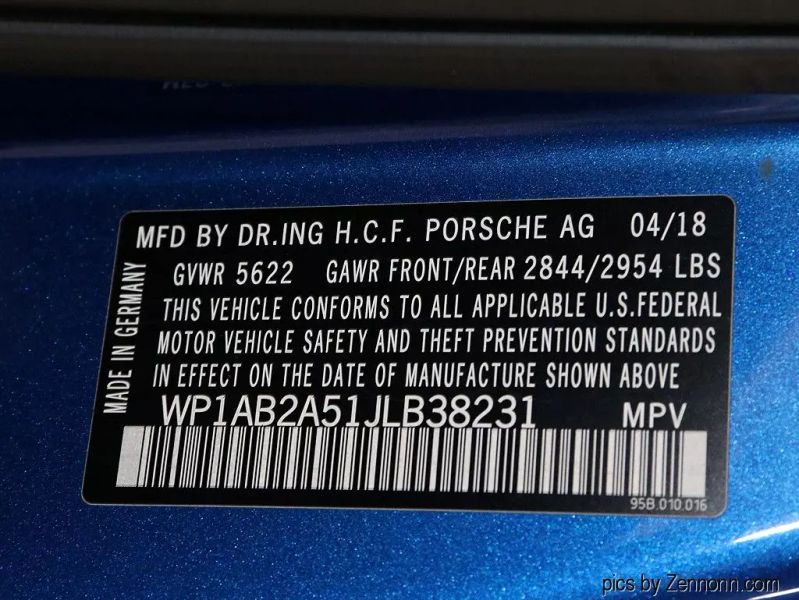 MFD BY DR.ING H.C.F. PORSCHE AG 04/18
GVWR 5622 GAWR FRONT/REAR 2844/2954 LBS
THIS VEHICLE CONFORMS TO ALL APPLICABLE U.S.FEDERAL
MOTOR VEHICLE SAFETY AND THEFT PREVENTION STANDARDS
IN EFFECT ON THE DATE OF MANUFACTURE SHOWN ABOVE
MADE IN GERMANY
WP1AB2A51JLB38231 MPV
95B.010.016
pics by Zennonn.com